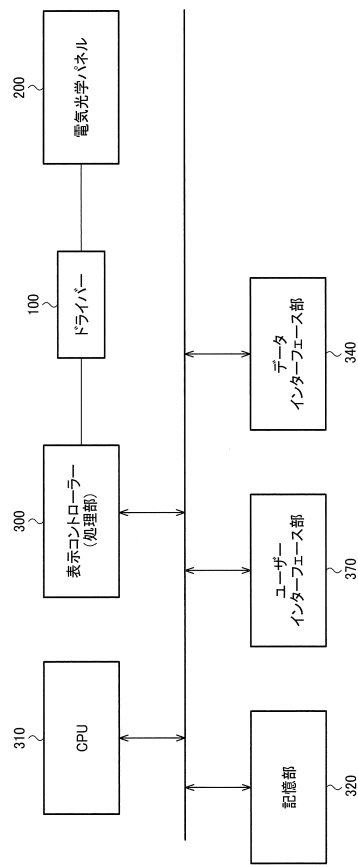 310
CPU
300
表示コントローラー
(処理部)
100
ドライバー
200
電気光学パネル
記憶部
320
ユーザー
インターフェース部
370
データ
インターフェース部
340